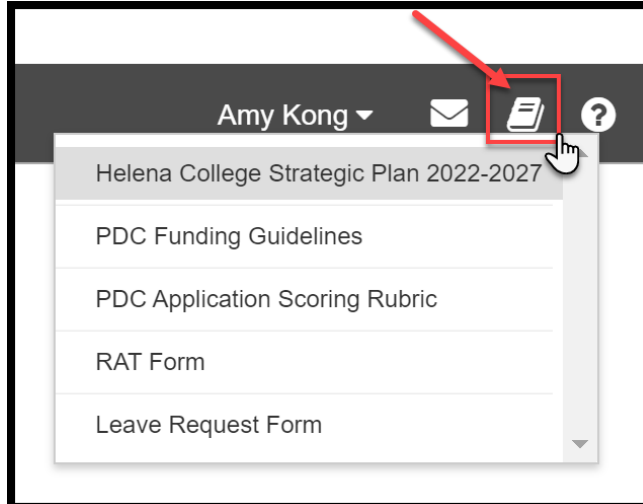 Amy Kong
Helena College Strategic Plan 2022-2027
PDC Funding Guidelines
PDC Application Scoring Rubric
RAT Form
Leave Request Form